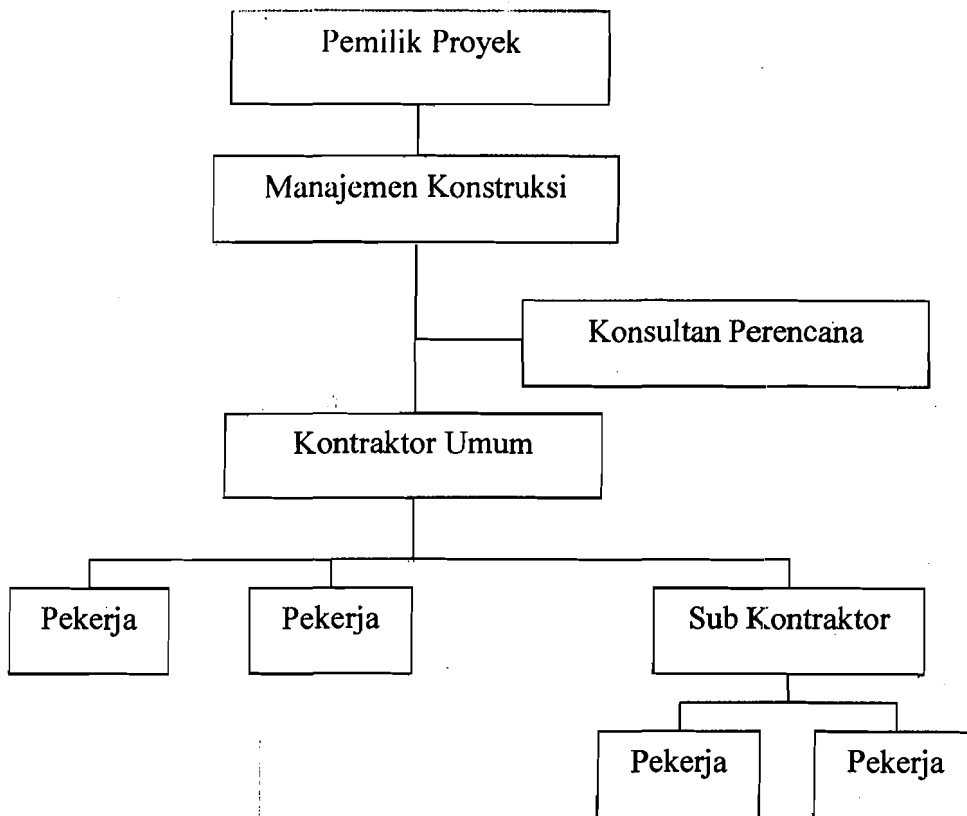 Pemilik Proyek
Manajemen Konstruksi
Konsultan Perencana
Kontraktor Umum
Pekerja
Pekerja
Sub Kontraktor
Pekerja
Pekerja